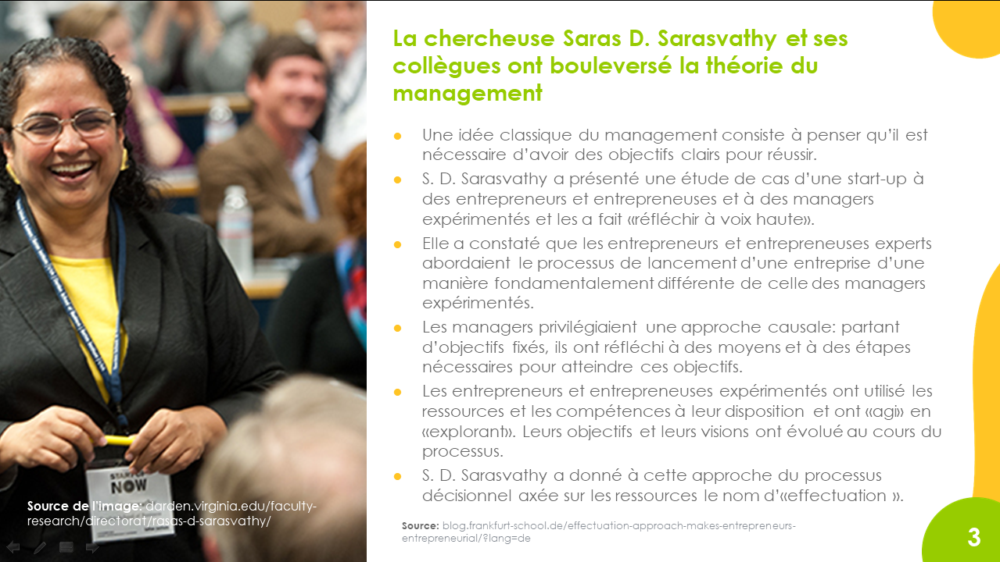 La chercheuse Saras D. Sarasvathy et ses
collègues ont bouleversé la théorie du
management
● Une idée classique du management consiste à penser qu’il est
nécessaire d’avoir des objectifs clairs pour réussir.
● S. D. Sarasvathy a présenté une étude de cas d’une start-up à
des entrepreneurs et entrepreneuses et à des managers
expérimentés et les a fait «réfléchir à voix haute».
● Elle a constaté que les entrepreneurs et entrepreneuses experts
abordaient le processus de lancement d’une entreprise d’une
manière fondamentalement différente de celle des managers
expérimentés.
● Les managers privilégiaient une approche causale: partant
d’objectifs fixés, ils ont réfléchi à des moyens et à des étapes
nécessaires pour atteindre ces objectifs.
● Les entrepreneurs et entrepreneuses expérimentés ont utilisé les
ressources et les compétences à leur disposition et ont «agi» en
«explorant». Leurs objectifs et leurs visions ont évolué au cours du
processus.
● S. D. Sarasvathy a donné à cette approche du processus
décisionnel axée sur les ressources le nom d’«effectuation ».
Source: blog.frankfurt-school.de/effectuation-approach-makes-entrepreneurs-
entrepreneurial/?lang=de
3
NOW
Source de l’image: darden.virginia.edu/faculty-
research/directorat/rasas-d-sarasvathy/